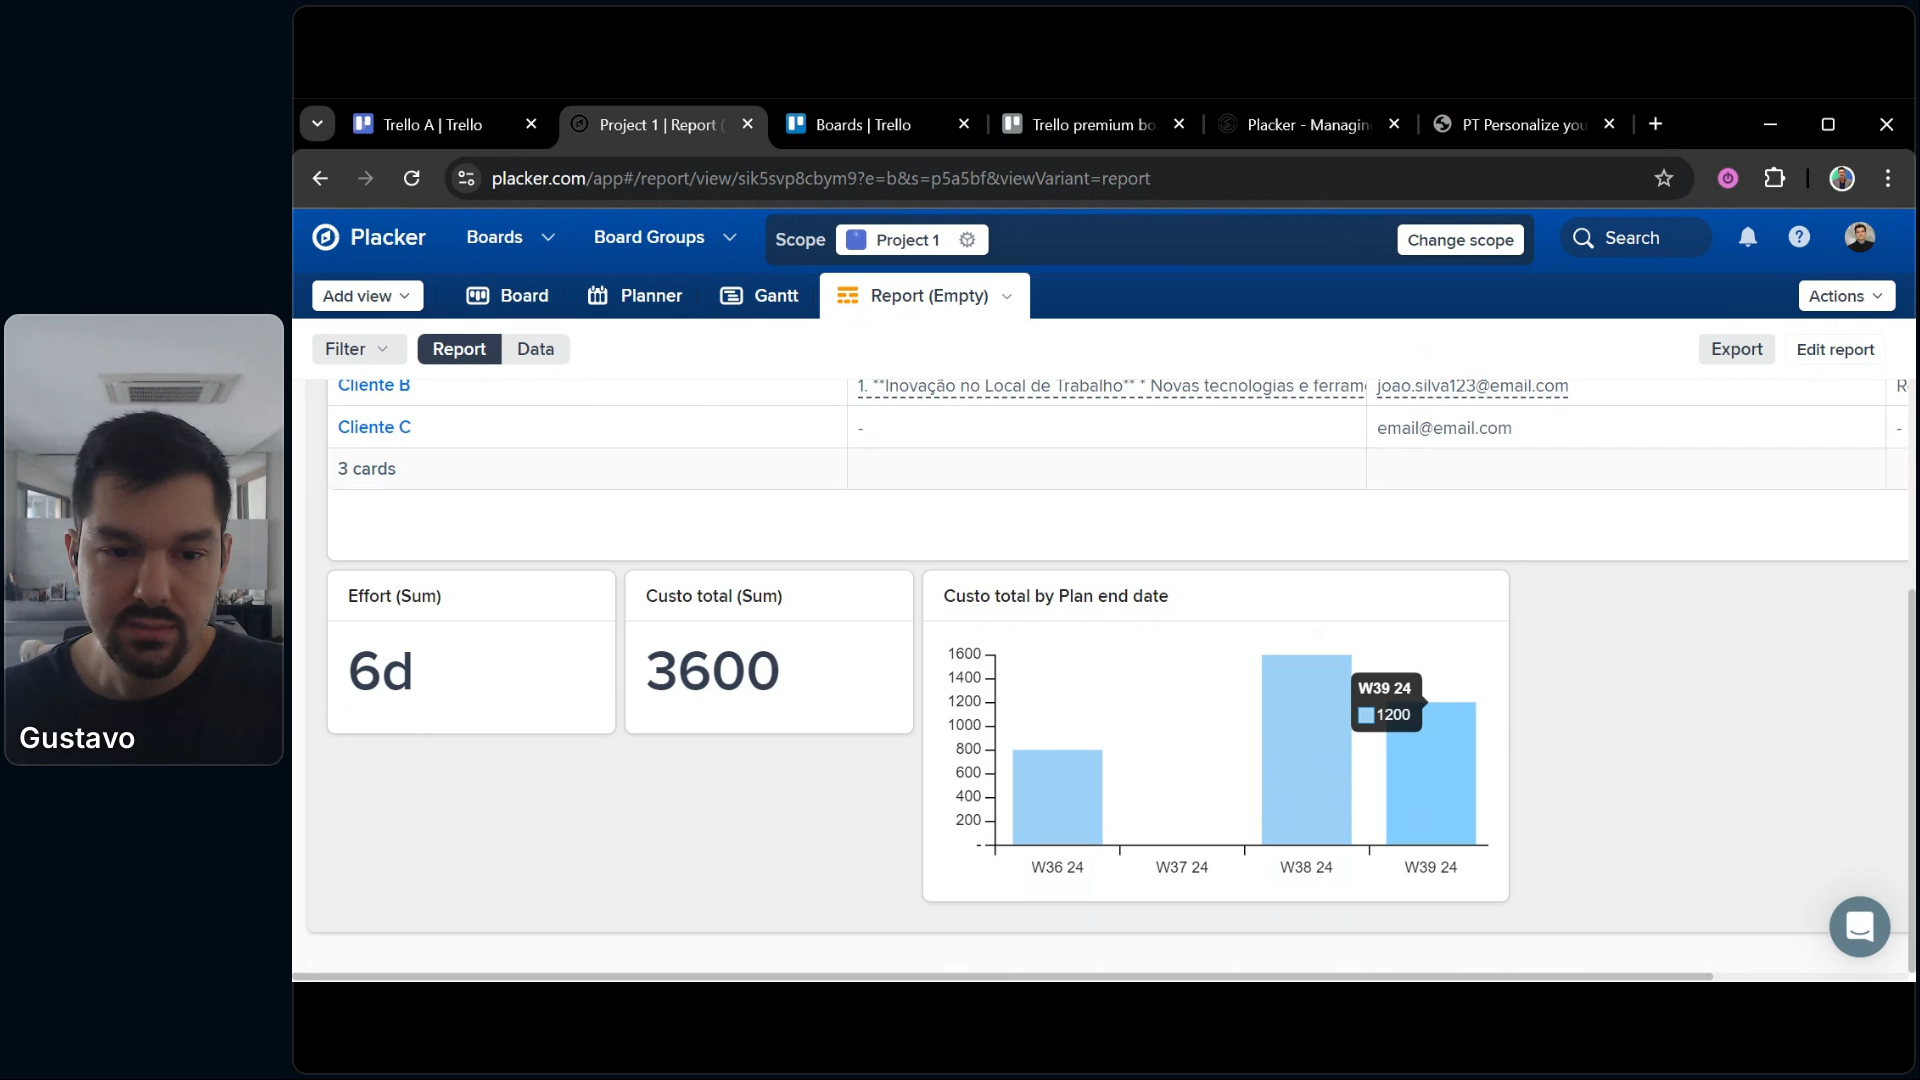 Trello A | Trello
Project 1 | Report (
Boards | Trello
Trello premium bo
Placker - Managin
PT Personalize you
placker.com/app#/report/view/sik5svp8cbym9?e=b&s=p5a5bf&viewVariant=report
Placker
Boards
Board Groups
Scope
Project 1
Change scope
Search
Add view
Board
Planner
Gantt
Report (Empty)
Actions
Filter
Report
Data
Export
Edit report
Cliente B
1. **Inovação no Local de Trabalho** * Novas tecnologias e ferram
joao.silva123@email.com
R
Cliente C
-
email@email.com
-
3 cards
Effort (Sum)
6d
Custo total (Sum)
3600
Custo total by Plan end date
1600
1400
1200
1000
800
600
400
200
-
W39 24
1200
W36 24
W37 24
W38 24
W39 24
Gustavo